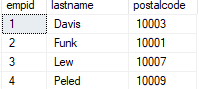 empid lastname postalcode
1 Davis 10003
2 Funk 10001
3 Lew 10007
4 Peled 10009